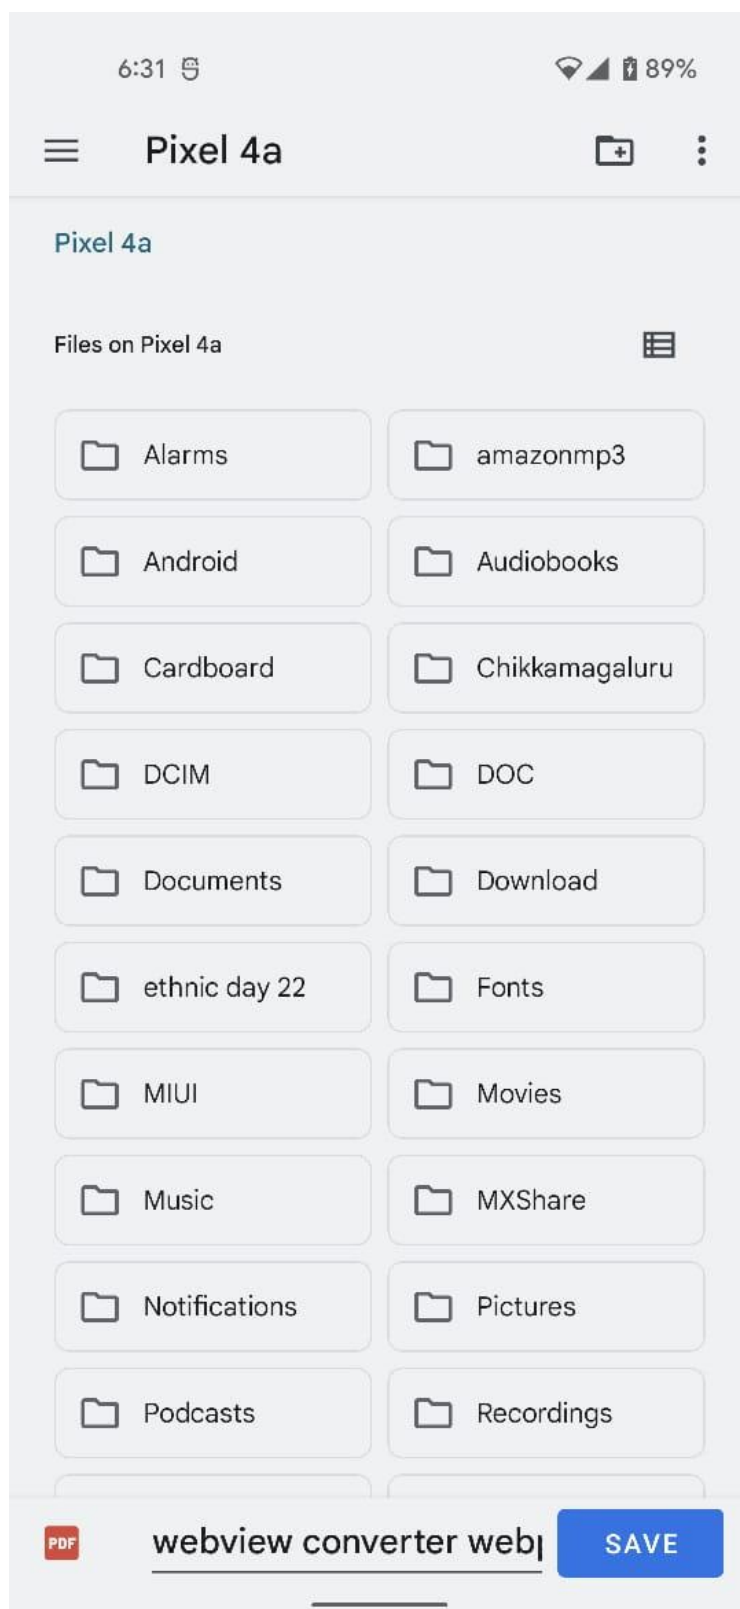 6:31 89%
Pixel 4a
Pixel 4a
Files on Pixel 4a
Alarms amazonmp3
Android Audiobooks
Cardboard Chikkamagaluru
DCIM DOC
Documents Download
ethnic day 22 Fonts
MIUI Movies
Music MXShare
Notifications Pictures
Podcasts Recordings
PDF webview converter web SAVE